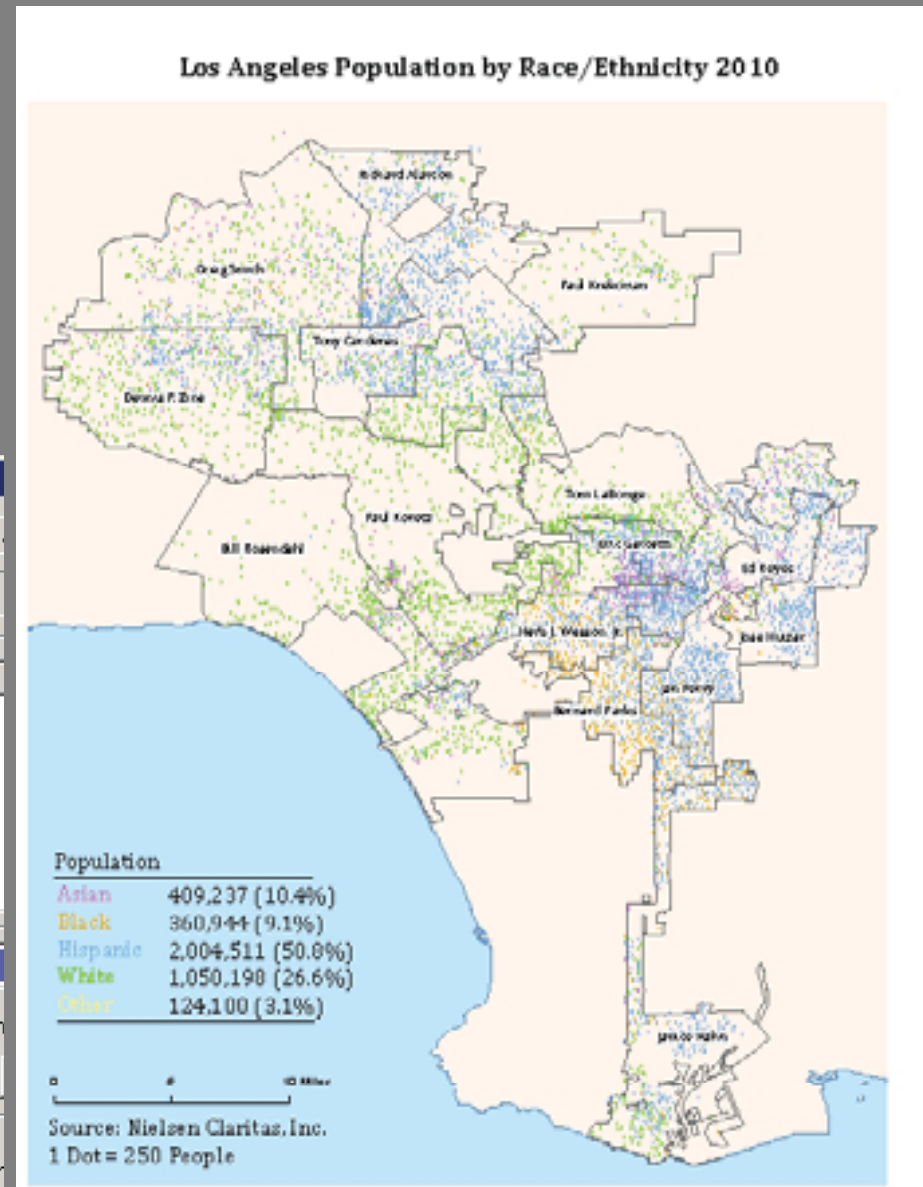 Los Angeles Population by Race/Ethnicity 2010
Richard Alarcon
Greig Smith
Paul Krekorian
Tony Cardenas
Dennis P. Zine
Tom LaBonge
Paul Koretz
Eric Garcetti
Bill Rosendahl
Ed Reyes
Herb J. Wesson, Jr.
Jose Huizar
Jan Perry
Bernard Parks
Population
Asian 409,237 (10.4%)
Black 360,944 (9.1%)
Hispanic 2,004,511 (50.8%)
White 1,050,198 (26.6%)
Other 124,100 (3.1%)
Janice Hahn
0 10 Miles
Source: Nielsen Claritas, Inc.
1 Dot = 250 People